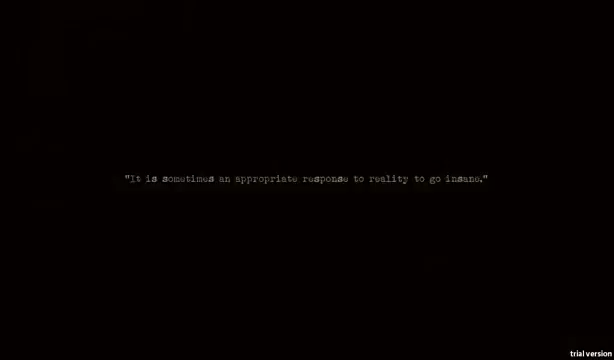 "It is sometimes an appropriate response to reality to go insane."
trial version